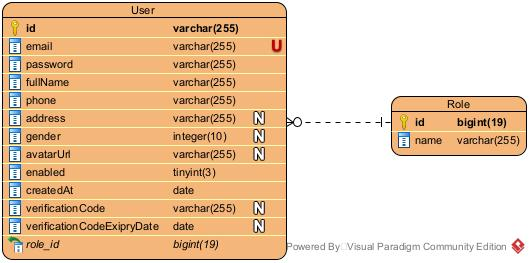 User
id varchar(255)
email varchar(255) U
password varchar(255)
fullName varchar(255)
phone varchar(255)
address varchar(255) N
gender integer(10) N
avatarUrl varchar(255) N
enabled tinyint(3)
createdAt date
verificationCode varchar(255) N
verificationCodeExipryDate date N
role_id bigint(19)
Role
id bigint(19)
name varchar(255)
Powered By Visual Paradigm Community Edition